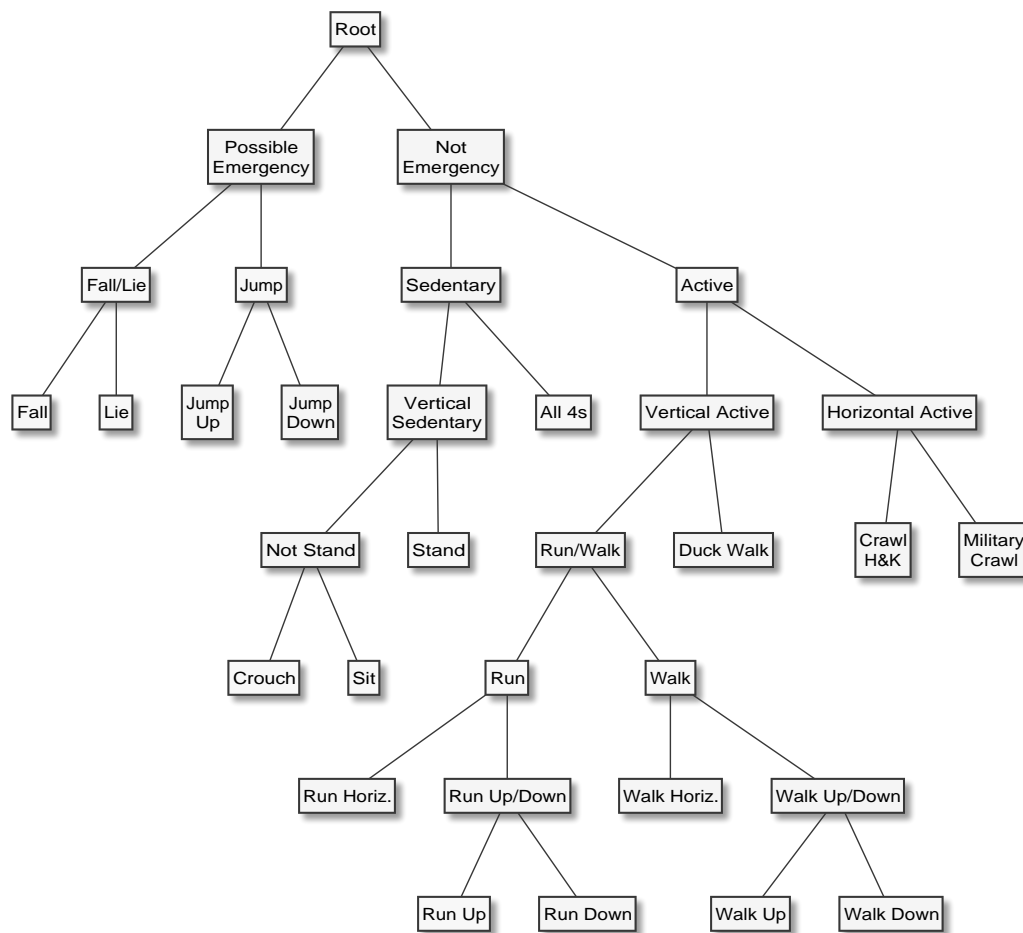 Root
Possible
Emergency
Not
Emergency
Fall/Lie
Jump
Sedentary
Active
Fall
Lie
Jump
Up
Jump
Down
Vertical
Sedentary
All 4s
Vertical Active
Horizontal Active
Not Stand
Stand
Run/Walk
Duck Walk
Crawl
H&K
Military
Crawl
Crouch
Sit
Run
Walk
Run Horiz.
Run Up/Down
Walk Horiz.
Walk Up/Down
Run Up
Run Down
Walk Up
Walk Down